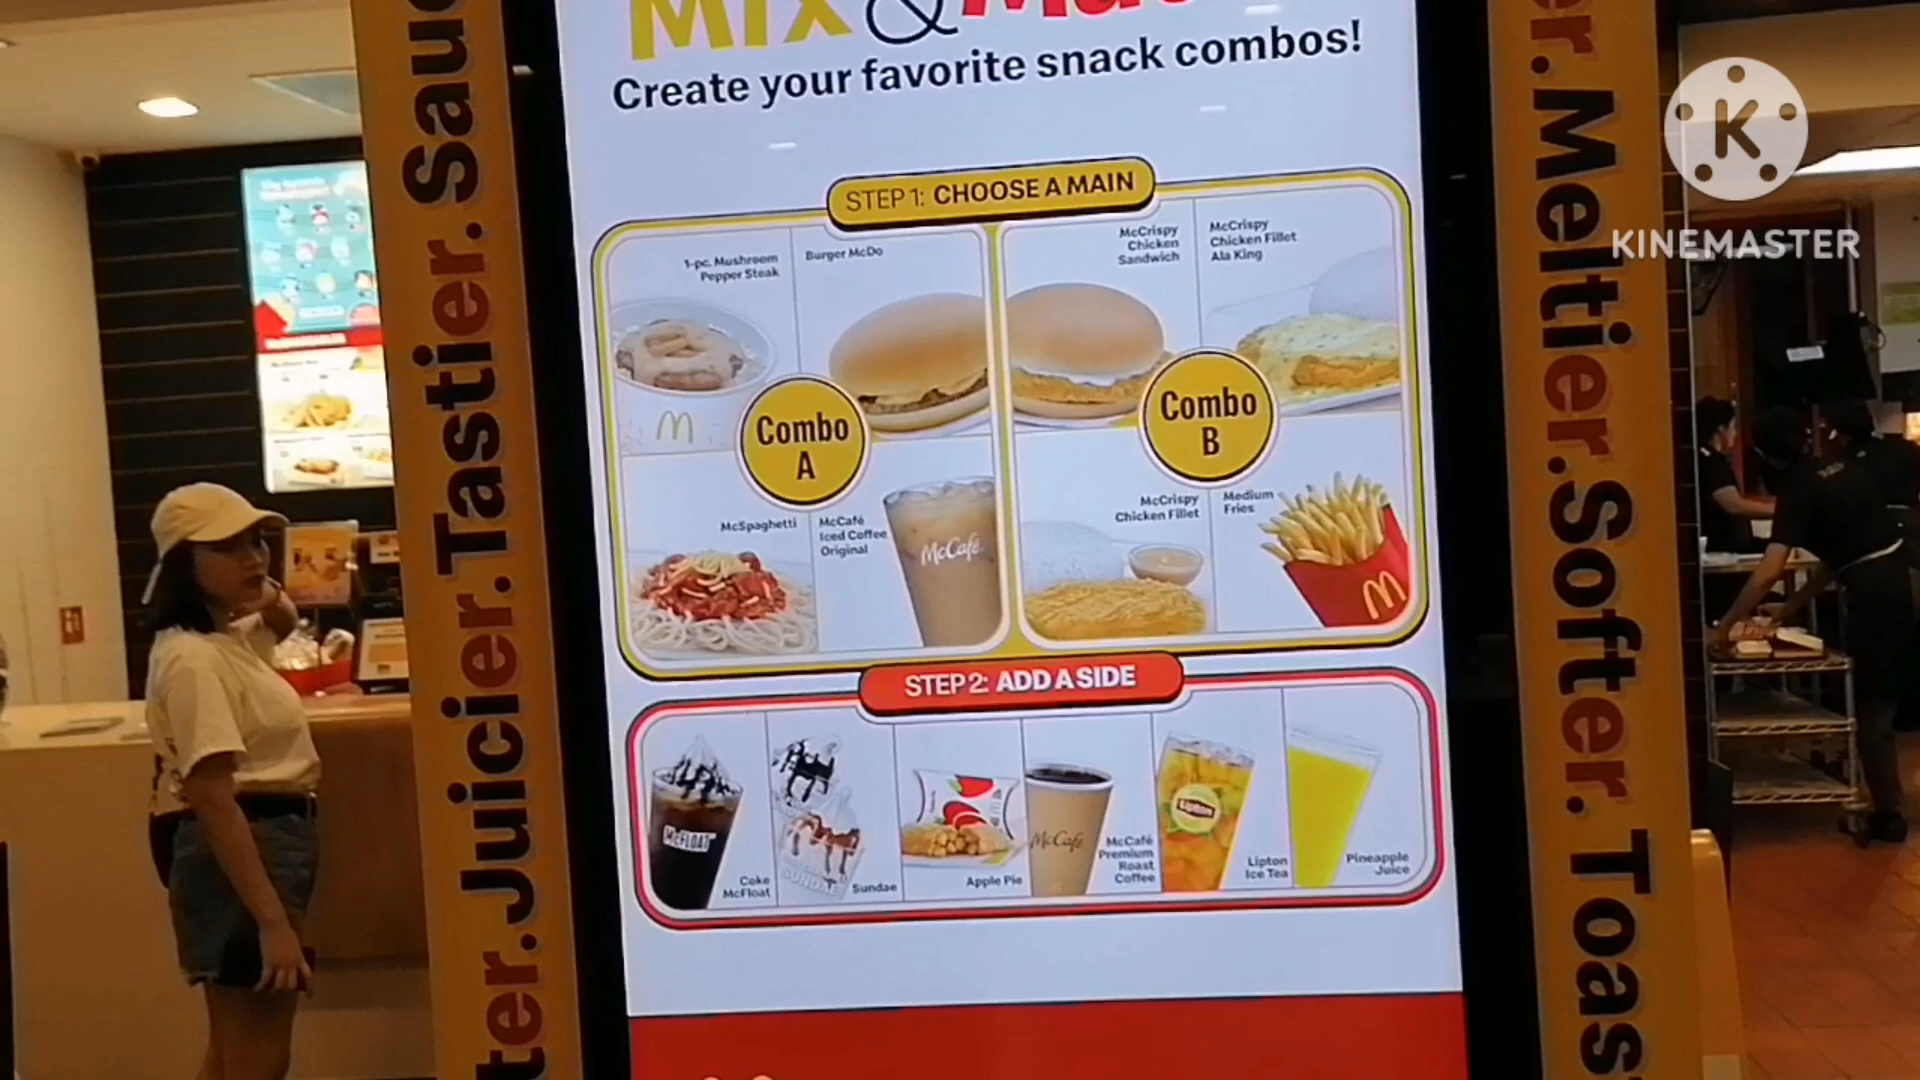 Mix &
Create your favorite snack combos!
STEP 1: CHOOSE A MAIN
1-pc. Mushroom
Pepper Steak
Burger McDo
McCrispy
Chicken
Sandwich
McCrispy
Chicken Fillet
Ala King
Combo
A
Combo
B
McSpaghetti
McCafé
Iced Coffee
Original
McCafé
McCrispy
Chicken Fillet
Medium
Fries
STEP 2: ADD A SIDE
McFLOAT
Coke
McFloat
SUNDAE
Sundae
Apple Pie
McCafé
McCafé
Premium
Roast
Coffee
Lipton
Lipton
Ice Tea
Pineapple
Juice
ter.Juicier.Tastier.Sauc
er.Meltier.Softer.Toas
K
KINEMASTER